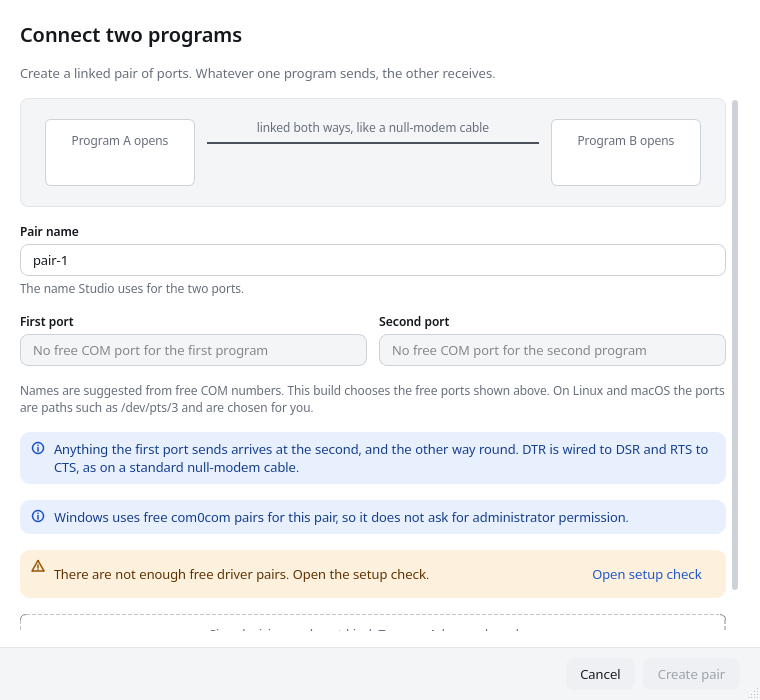 Connect two programs
Create a linked pair of ports. Whatever one program sends, the other receives.
Program A opens
linked both ways, like a null-modem cable
Program B opens
Pair name
pair-1
The name Studio uses for the two ports.
First port
Second port
No free COM port for the first program
No free COM port for the second program
Names are suggested from free COM numbers. This build chooses the free ports shown above. On Linux and macOS the ports
are paths such as /dev/pts/3 and are chosen for you.
Anything the first port sends arrives at the second, and the other way round. DTR is wired to DSR and RTS to
CTS, as on a standard null-modem cable.
Windows uses free com0com pairs for this pair, so it does not ask for administrator permission.
There are not enough free driver pairs. Open the setup check.
Open setup check
Cancel
Create pair